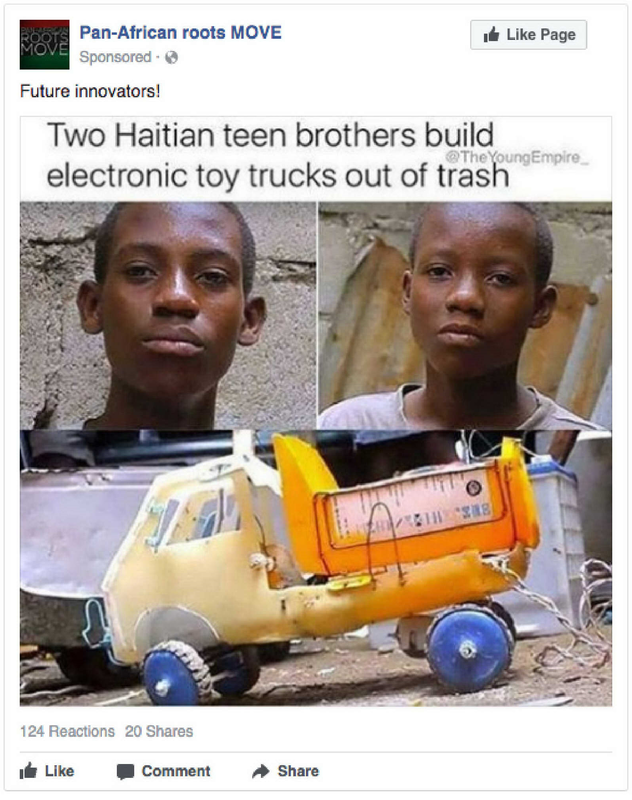 ROOTS
MOVE
Pan-African roots MOVE
Sponsored ·
Like Page
Future innovators!
Two Haitian teen brothers build
@TheYoungEmpire_
electronic toy trucks out of trash
124 Reactions 20 Shares
Like Comment Share